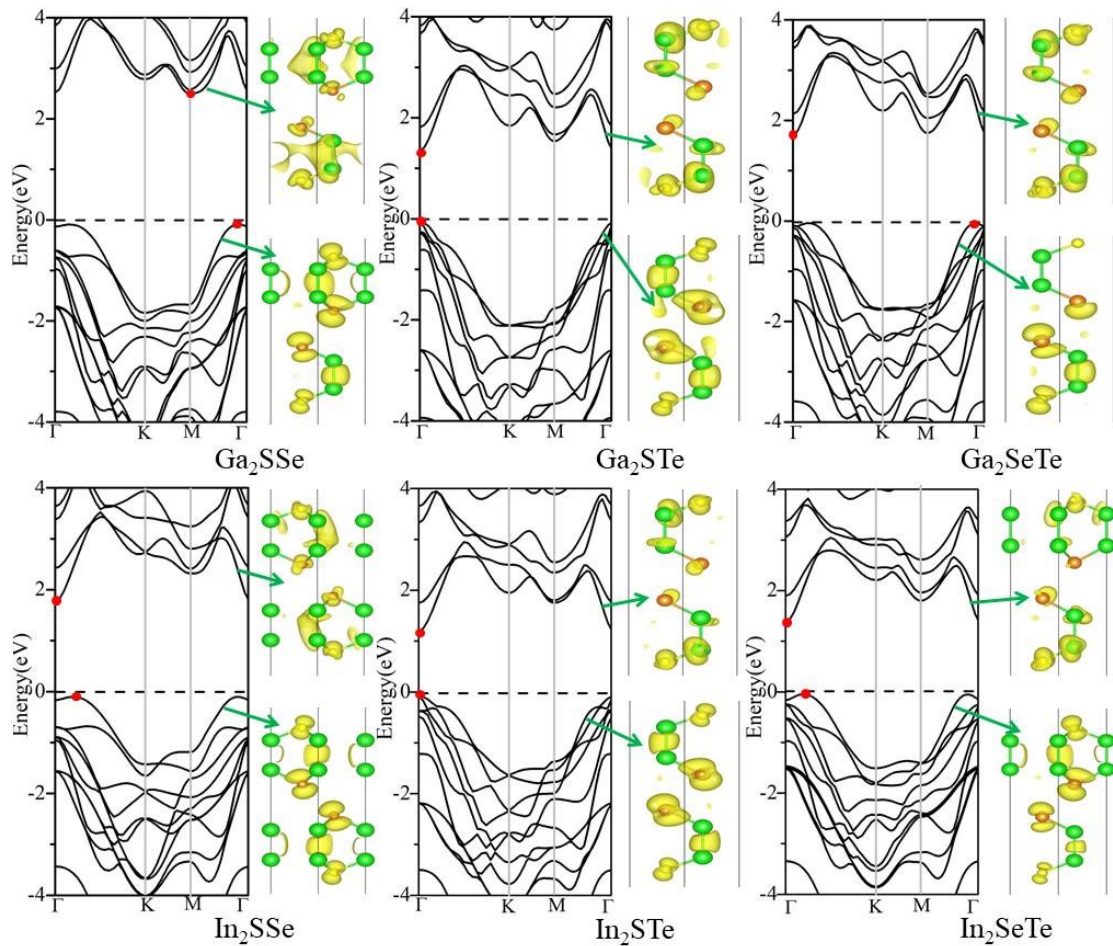 4
2
0
-2
-4
Energy(eV)
Γ K M Γ
Ga₂SSe
4
2
0
-2
-4
Energy(eV)
Γ K M Γ
Ga₂STe
4
2
0
-2
-4
Energy(eV)
Γ K M Γ
Ga₂SeTe
4
2
0
-2
-4
Energy(eV)
Γ K M Γ
In₂SSe
4
2
0
-2
-4
Energy(eV)
Γ K M Γ
In₂STe
4
2
0
-2
-4
Energy(eV)
Γ K M Γ
In₂SeTe